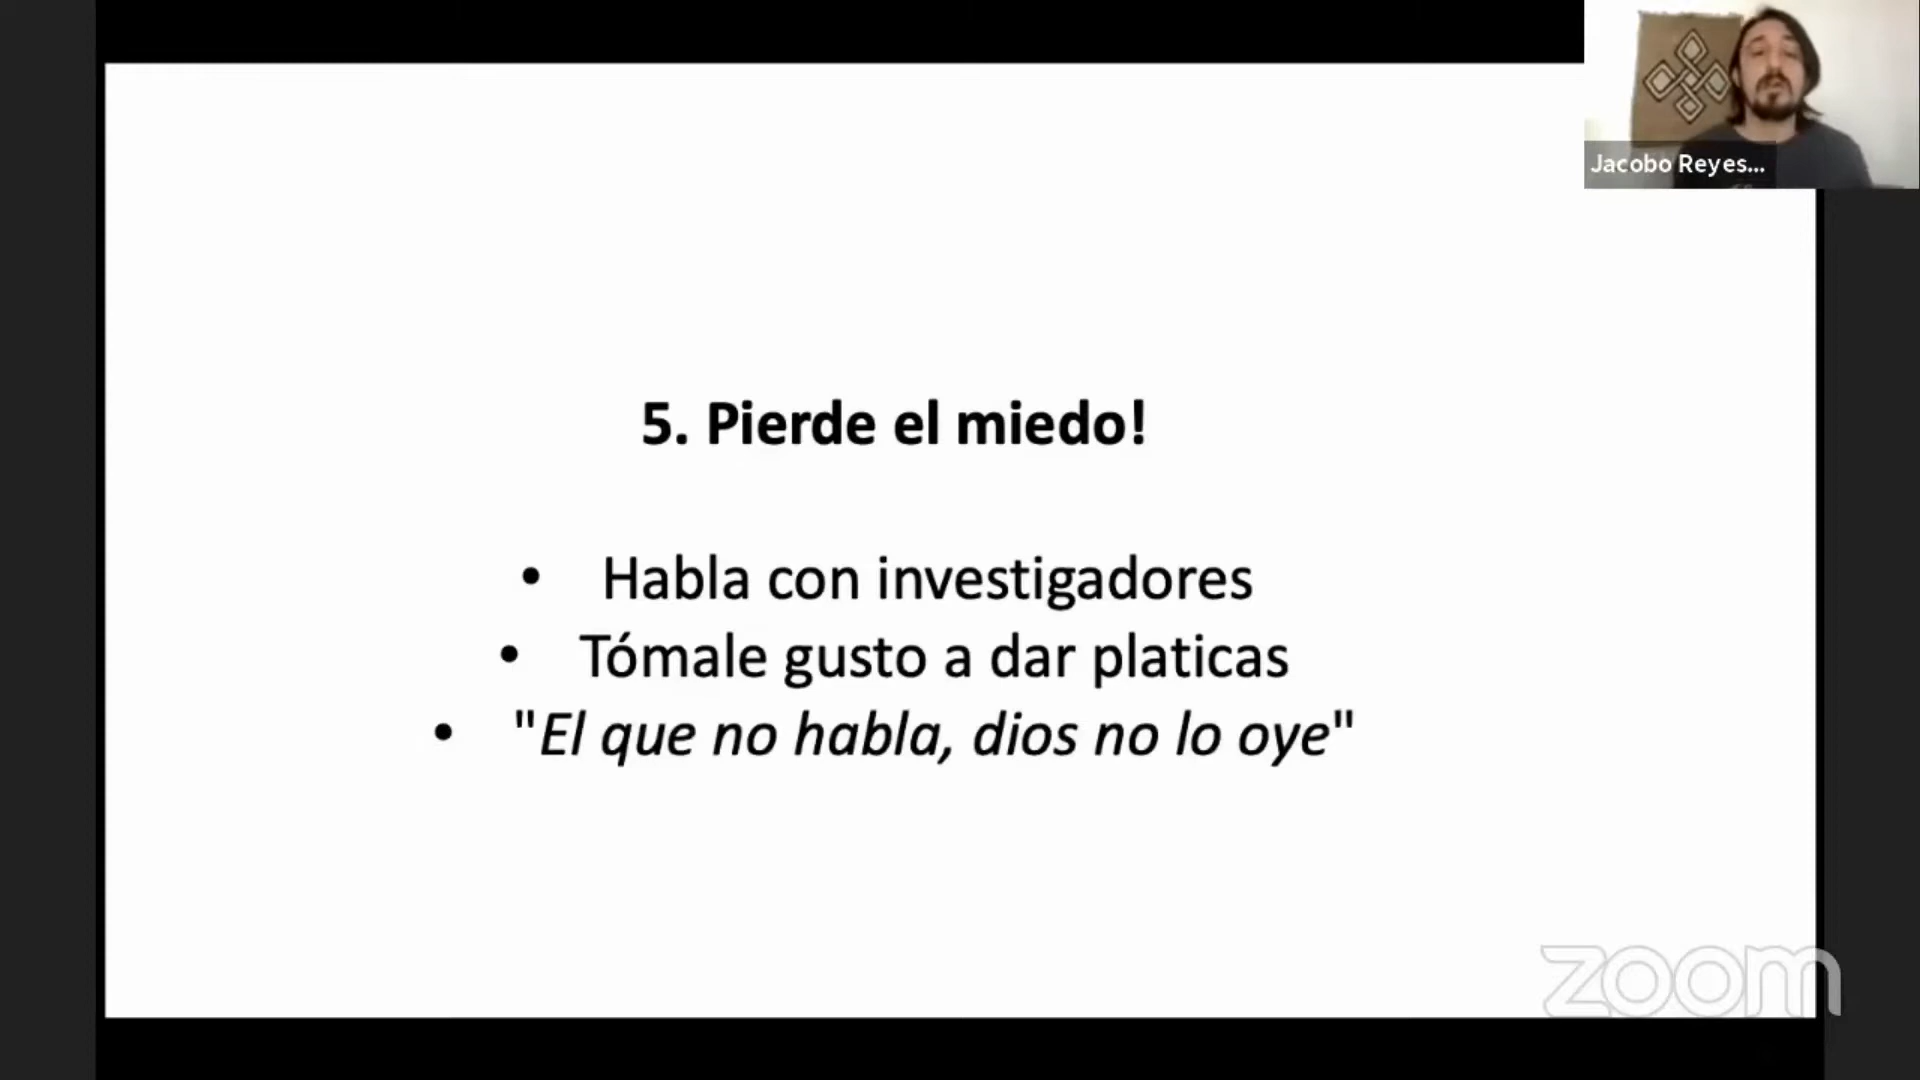 Jacobo Reyes...
5. Pierde el miedo!
• Habla con investigadores
• Tómale gusto a dar platicas
• "El que no habla, dios no lo oye"
zoom